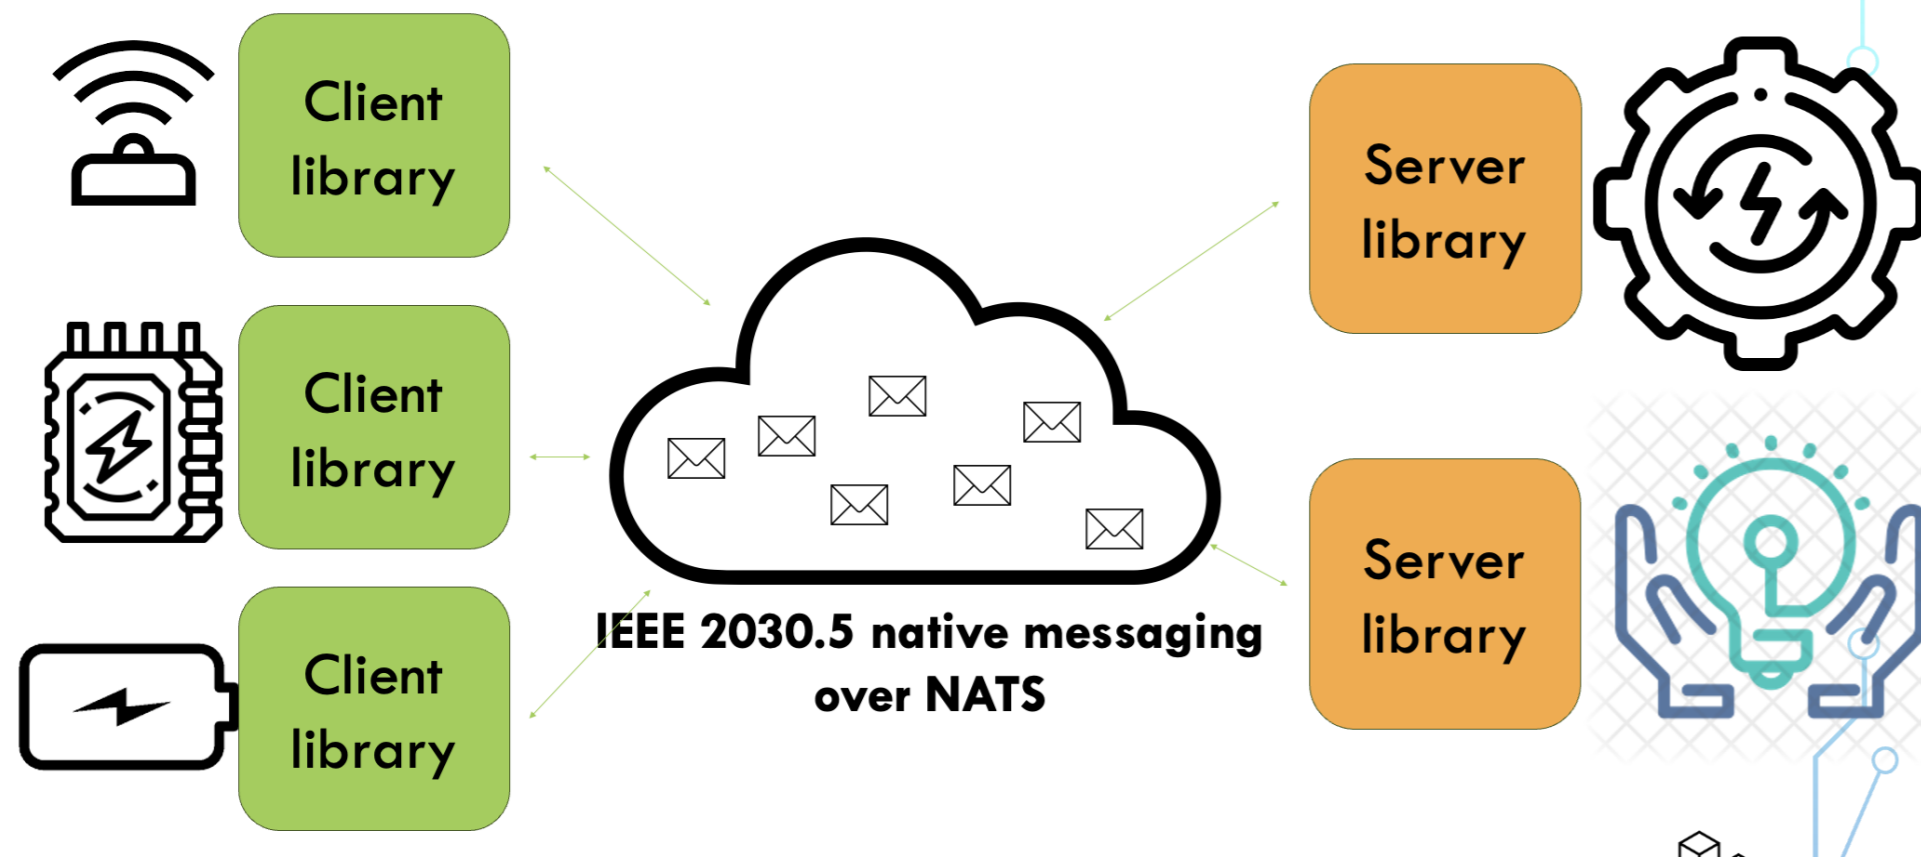 Client
library
Client
library
Client
library
IEEE 2030.5 native messaging
over NATS
Server
library
Server
library